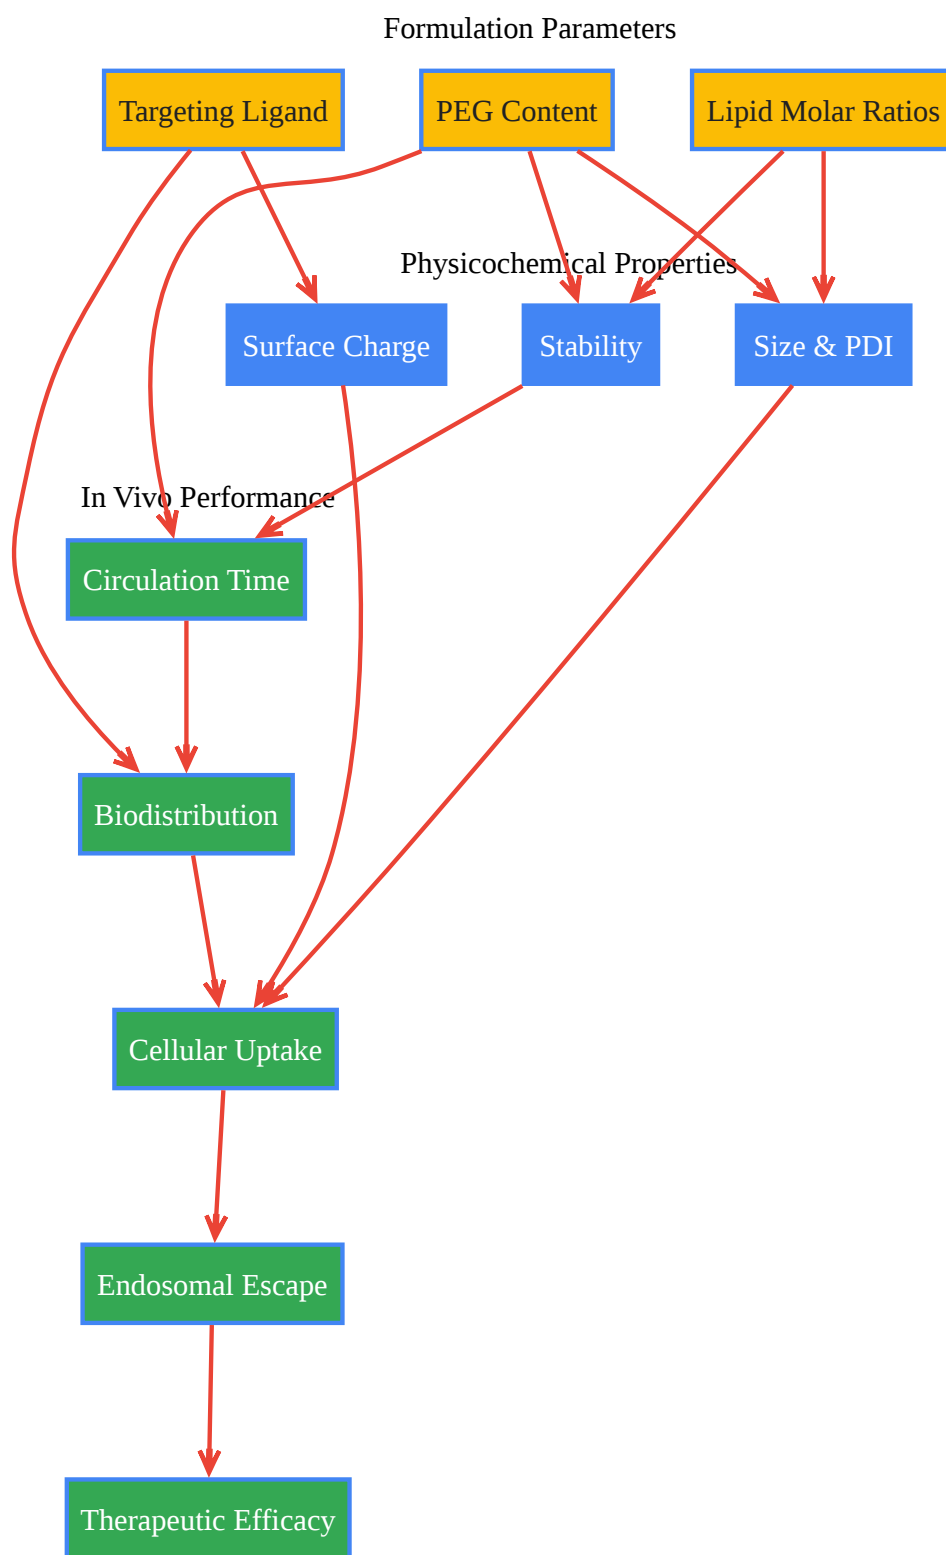 Formulation Parameters
Targeting Ligand
PEG Content
Lipid Molar Ratios
Physicochemical Properties
Surface Charge
Stability
Size & PDI
In Vivo Performance
Circulation Time
Biodistribution
Cellular Uptake
Endosomal Escape
Therapeutic Efficacy